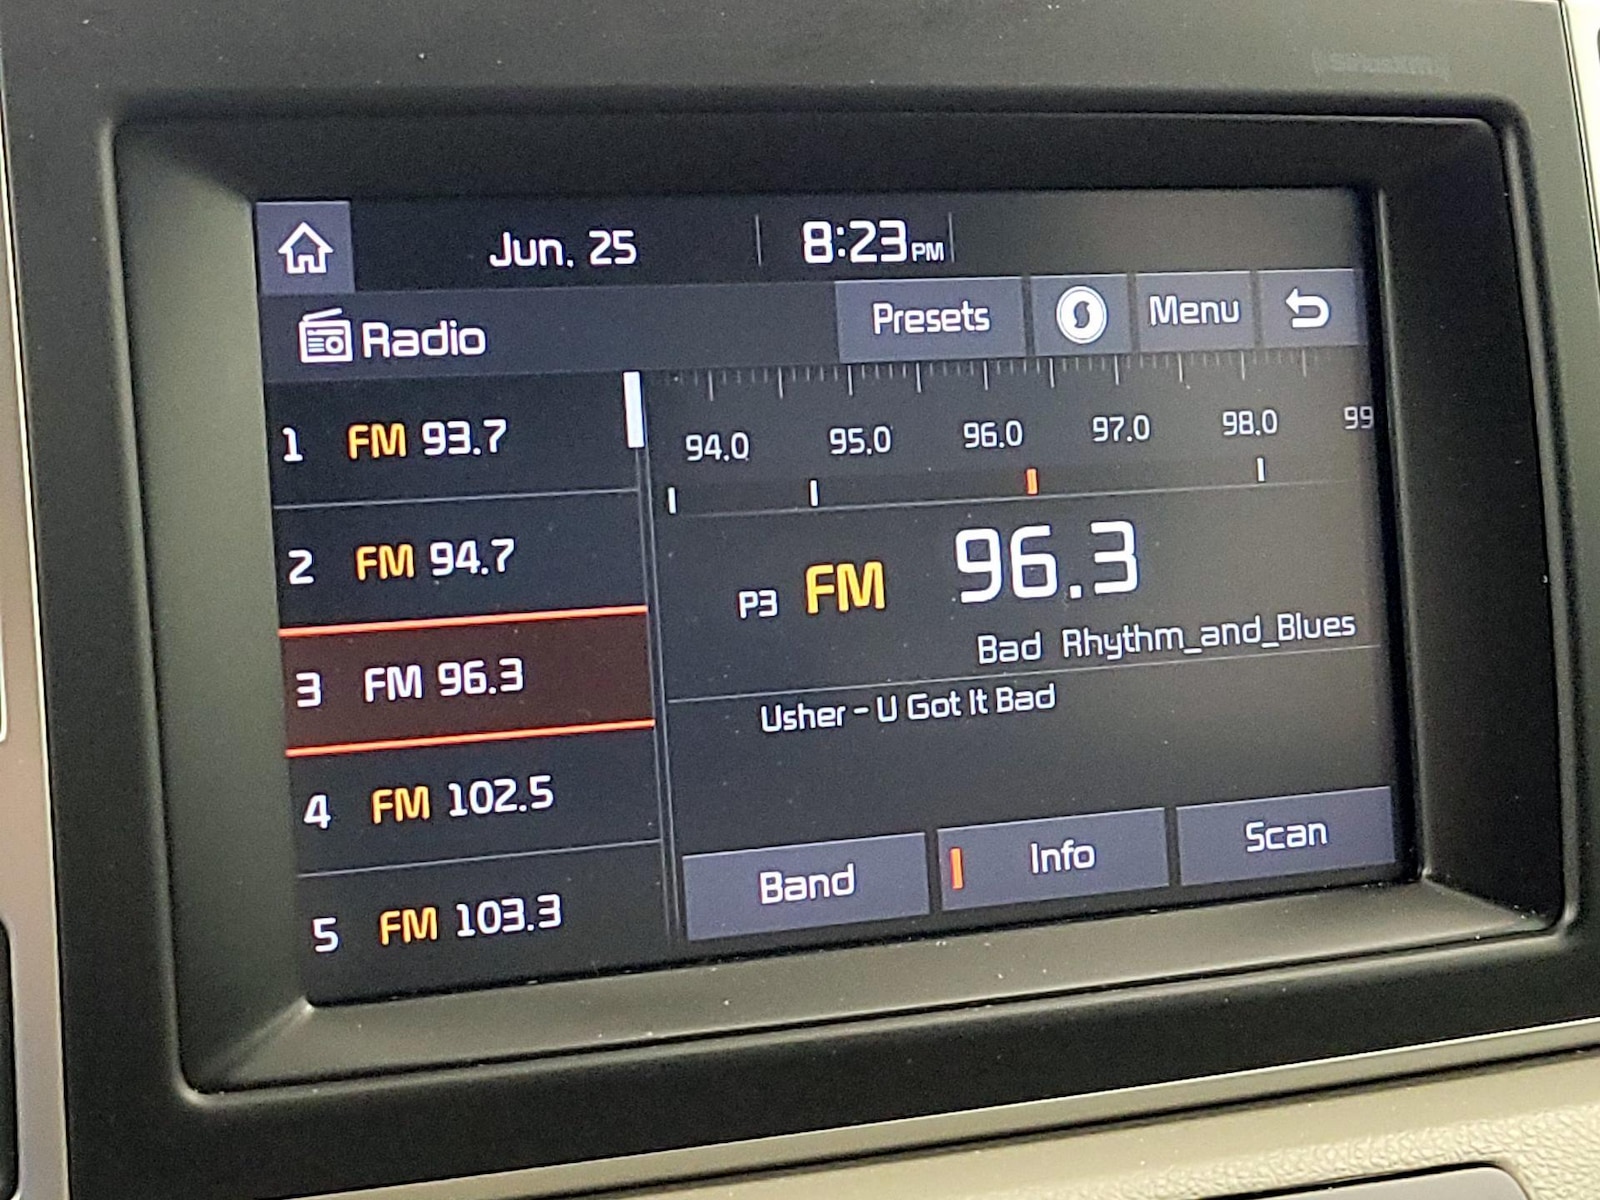 ((SiriusXM))
Jun. 25 8:23 PM
Radio Presets Menu
1 FM 93.7
2 FM 94.7
3 FM 96.3
4 FM 102.5
5 FM 103.3
94.0 95.0 96.0 97.0 98.0 99
P3 FM 96.3
Bad Rhythm_and_Blues
Usher - U Got It Bad
Band Info Scan